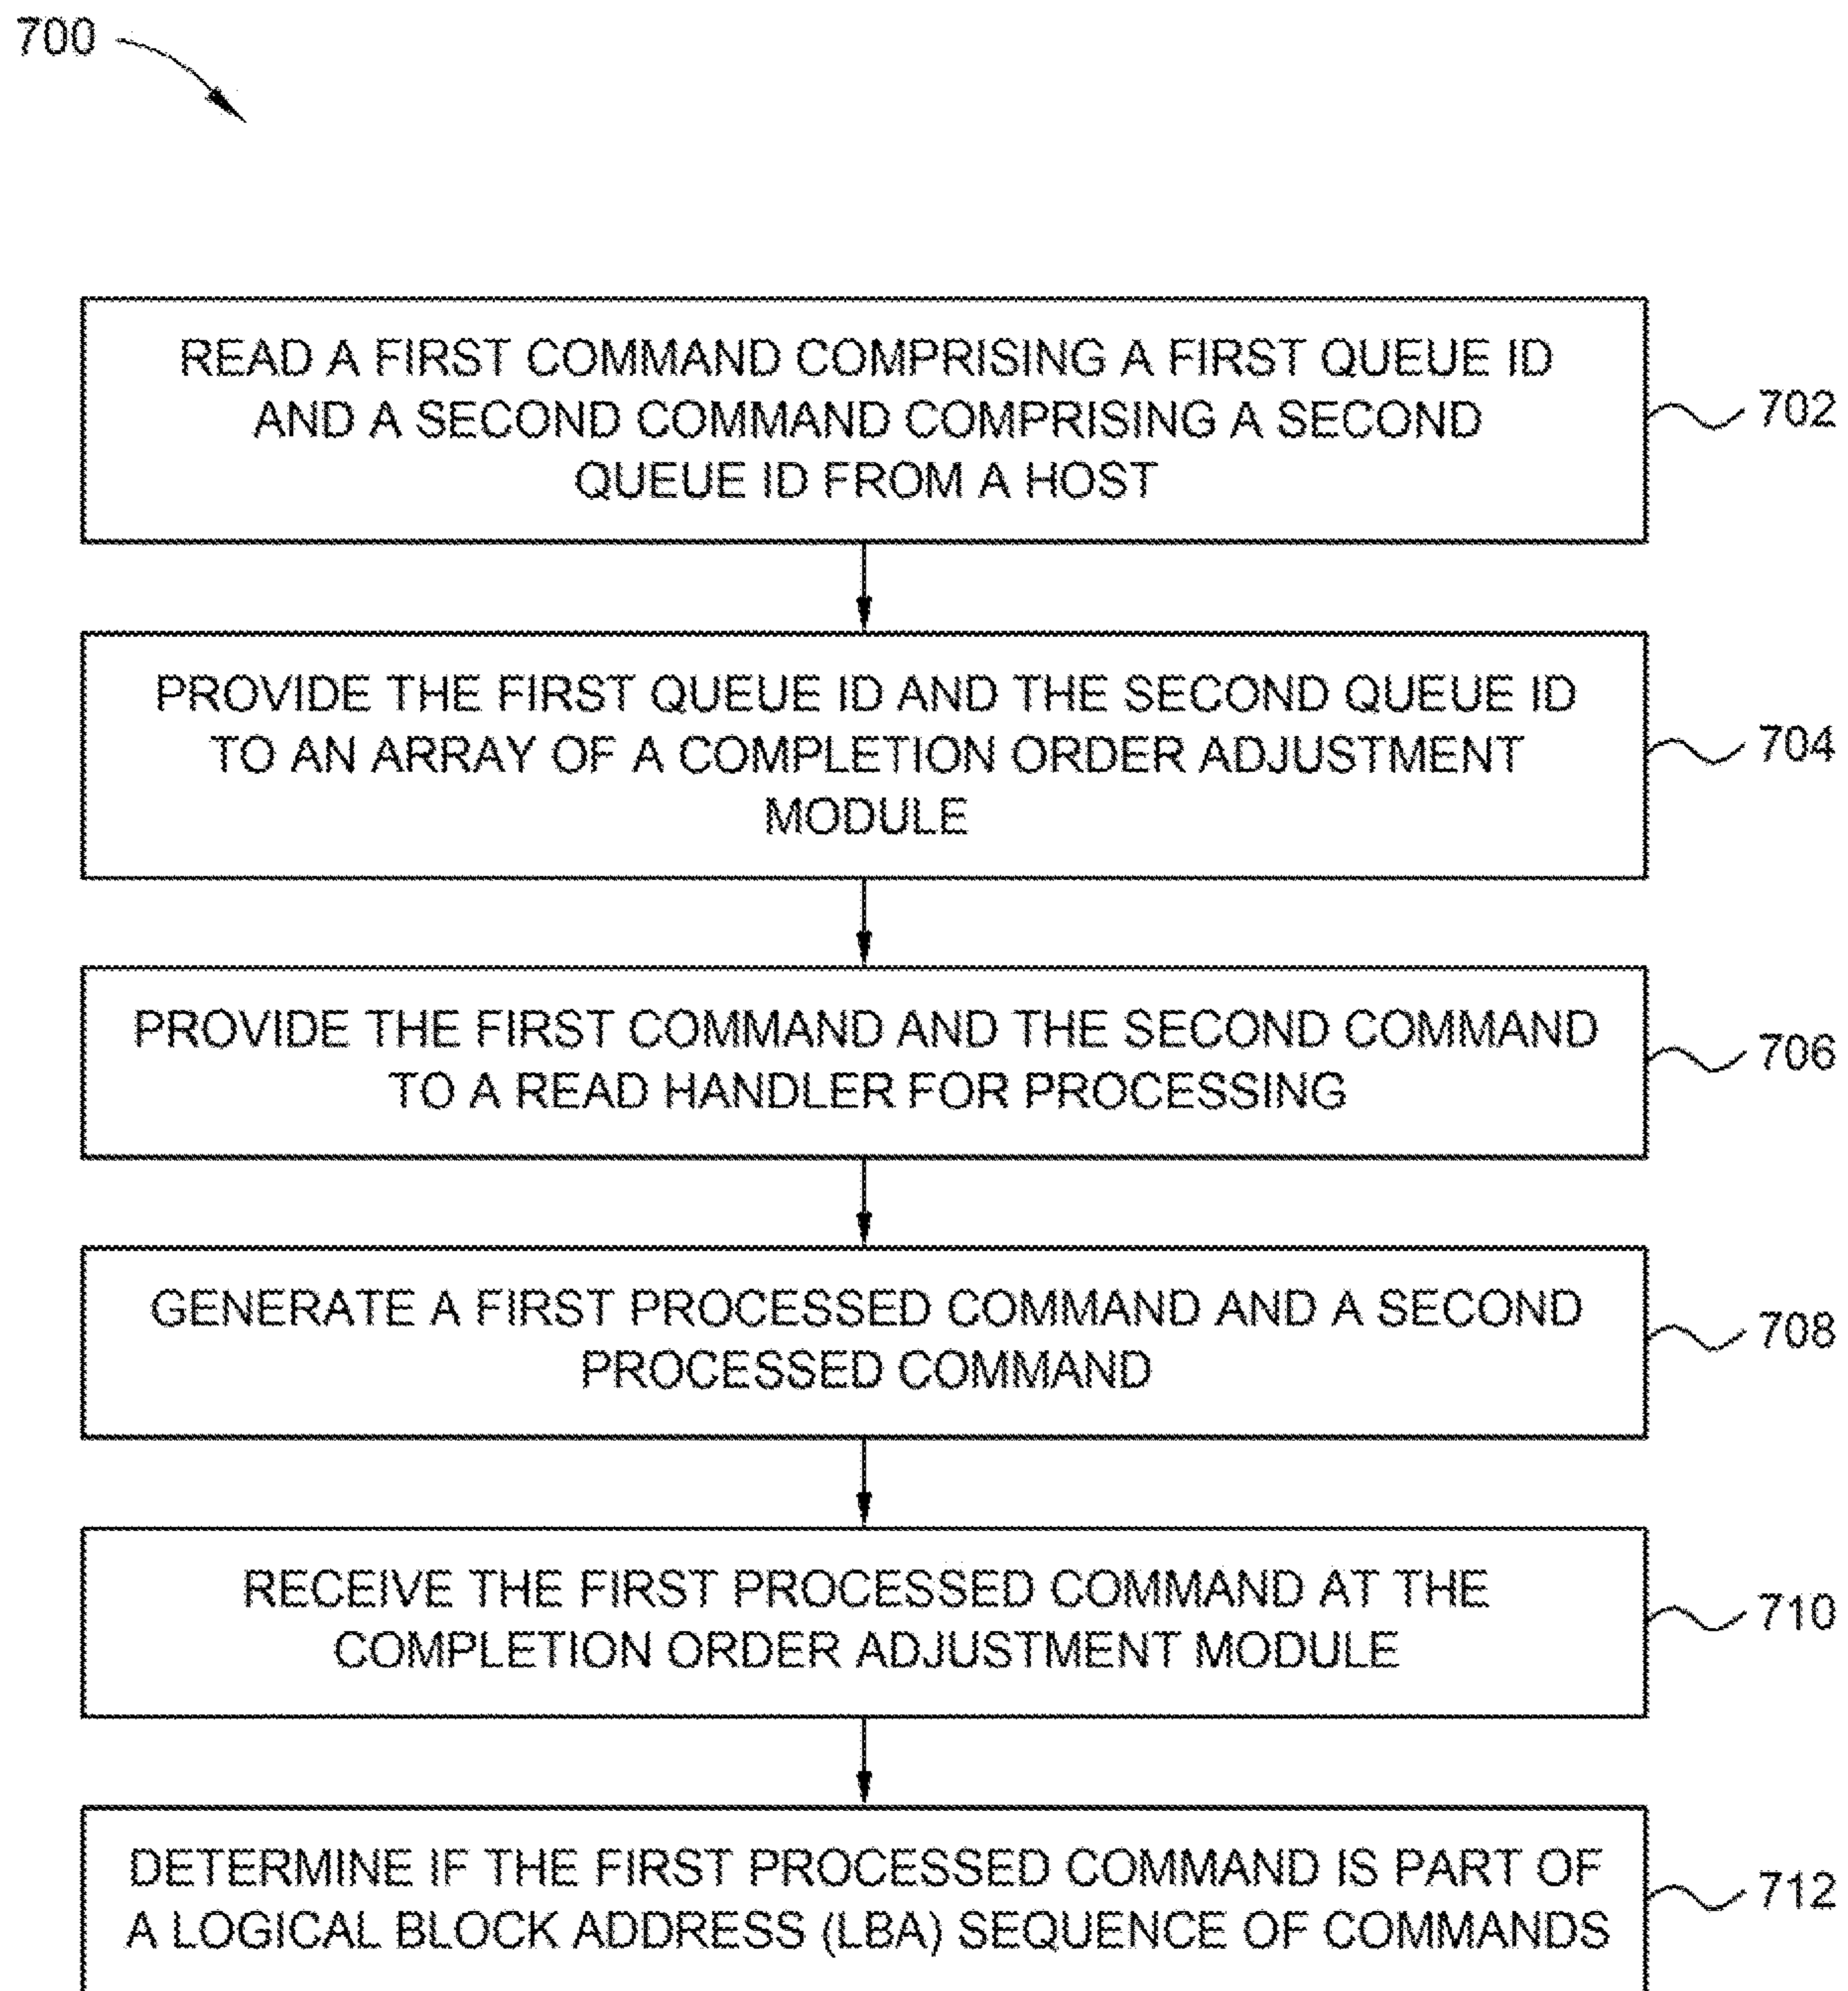 700
READ A FIRST COMMAND COMPRISING A FIRST QUEUE ID
AND A SECOND COMMAND COMPRISING A SECOND
QUEUE ID FROM A HOST
702
PROVIDE THE FIRST QUEUE ID AND THE SECOND QUEUE ID
TO AN ARRAY OF A COMPLETION ORDER ADJUSTMENT
MODULE
704
PROVIDE THE FIRST COMMAND AND THE SECOND COMMAND
TO A READ HANDLER FOR PROCESSING
706
GENERATE A FIRST PROCESSED COMMAND AND A SECOND
PROCESSED COMMAND
708
RECEIVE THE FIRST PROCESSED COMMAND AT THE
COMPLETION ORDER ADJUSTMENT MODULE
710
DETERMINE IF THE FIRST PROCESSED COMMAND IS PART OF
A LOGICAL BLOCK ADDRESS (LBA) SEQUENCE OF COMMANDS
712